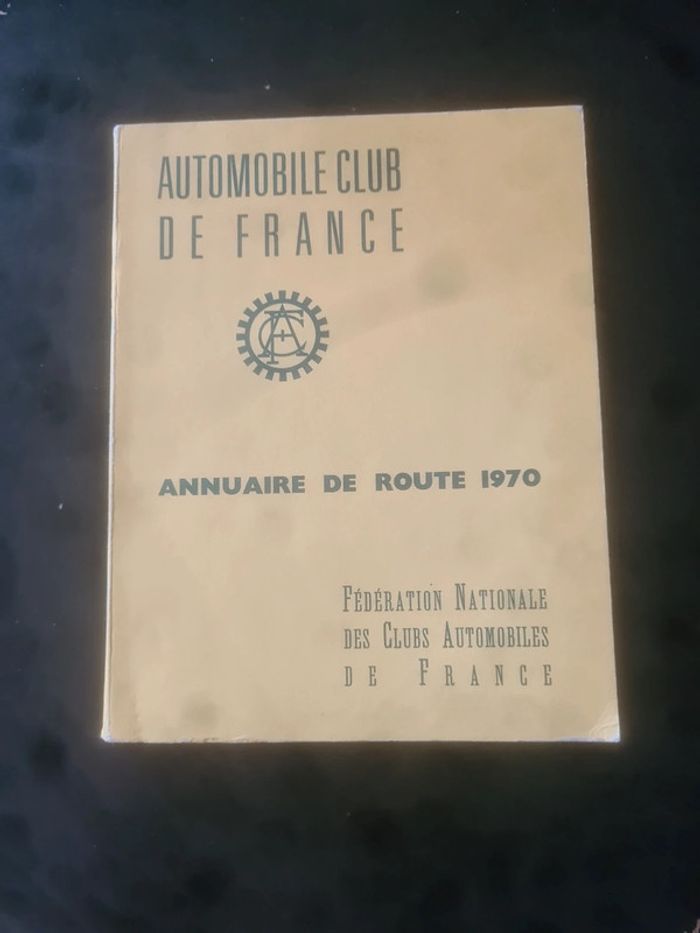 AUTOMOBILE CLUB
DE FRANCE
ACF
ANNUAIRE DE ROUTE 1970
FÉDÉRATION NATIONALE
DES CLUBS AUTOMOBILES
DE FRANCE